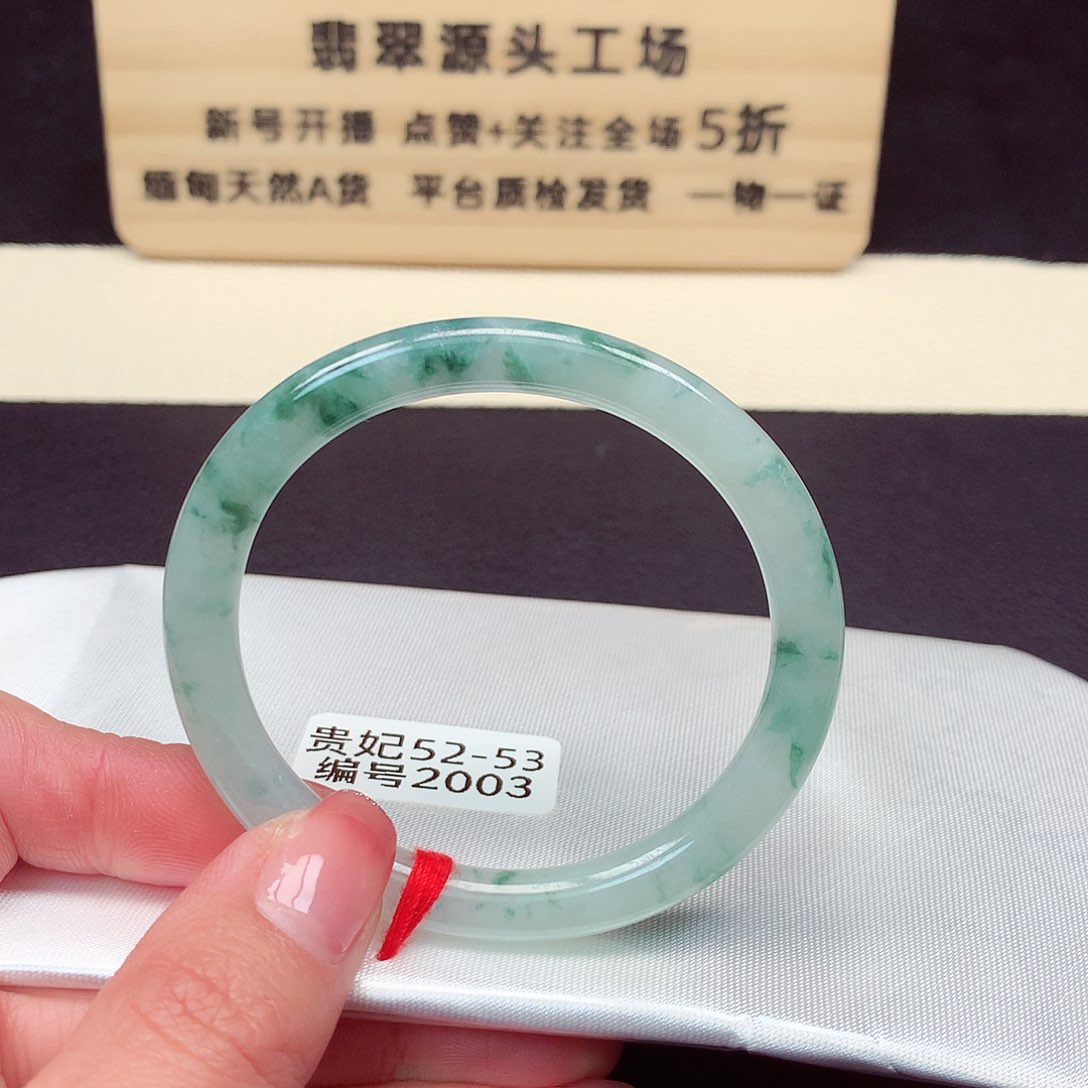 翡翠源头工场
新号开播 点赞+关注全场5折
缅甸天然A货 平台质检发货 一物一证
贵妃52-53
编号2003